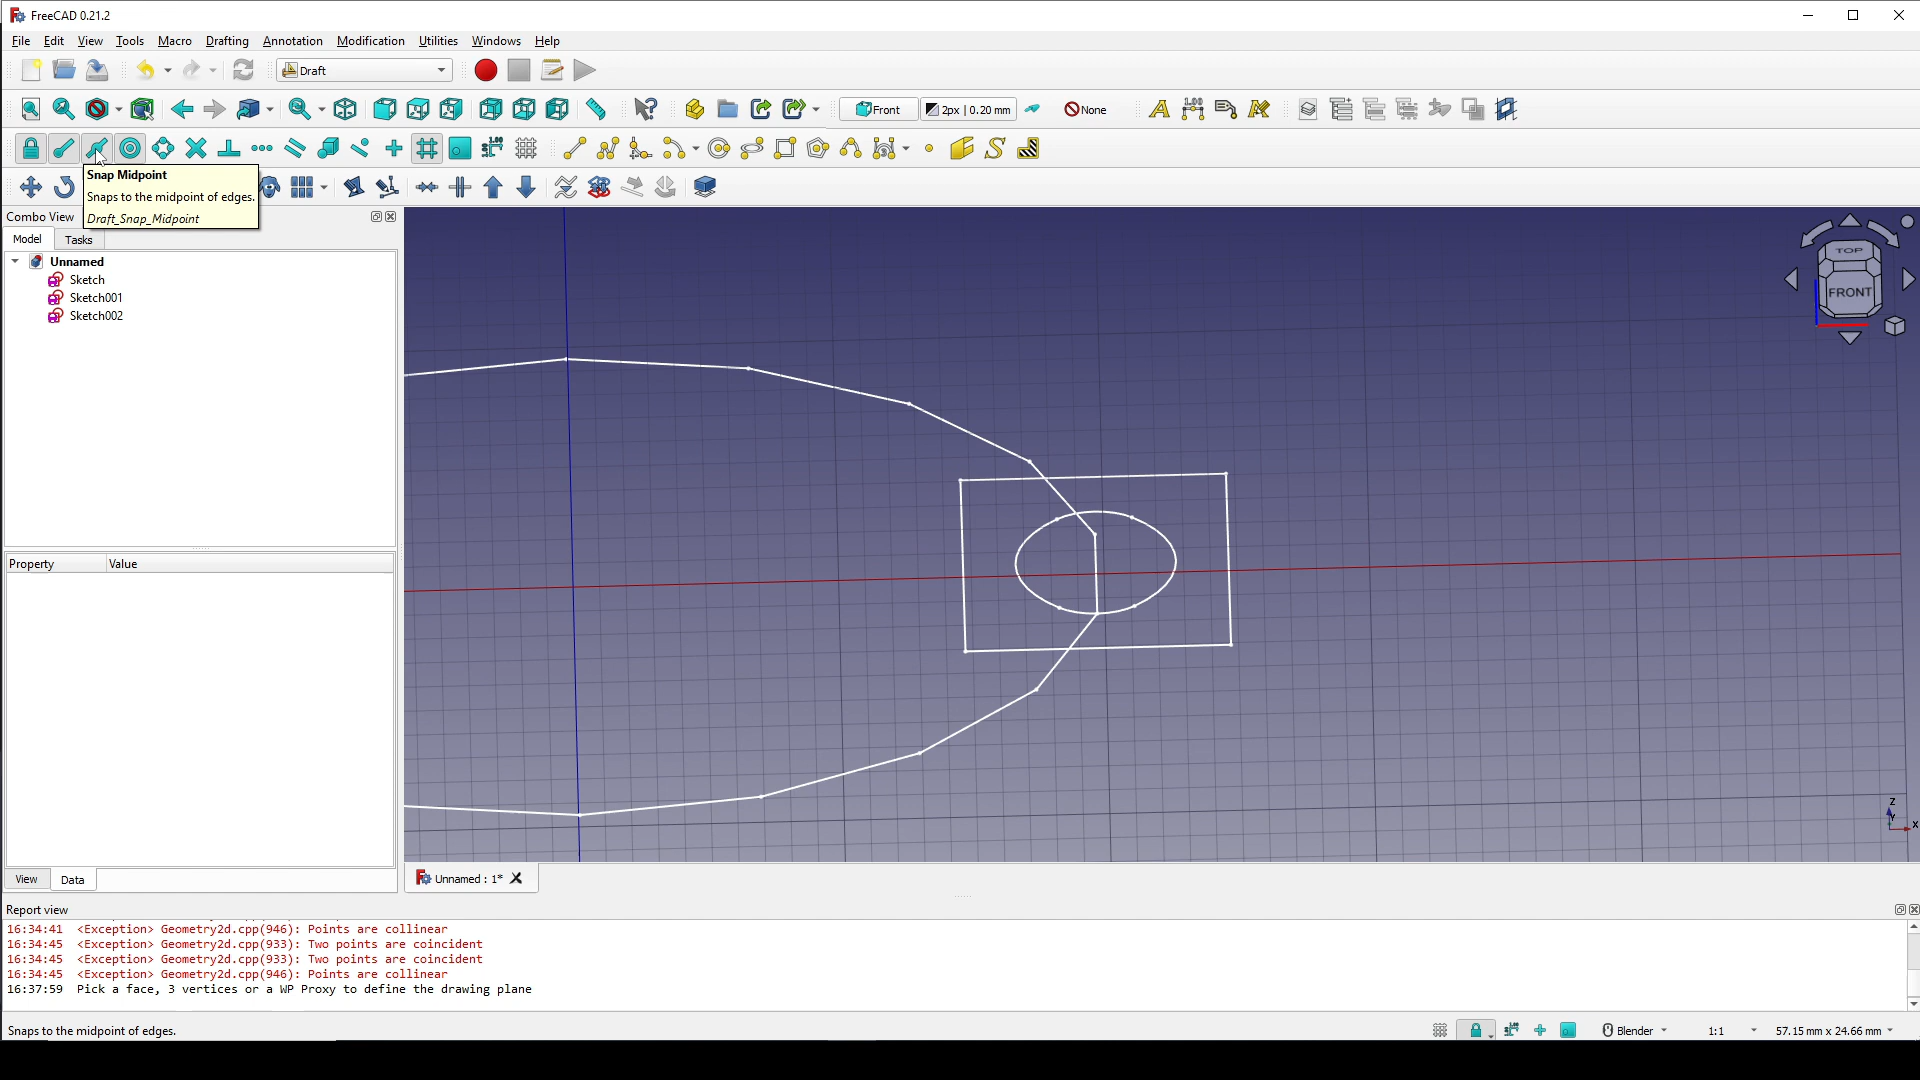 FreeCAD 0.21.2
File Edit View Tools Macro Drafting Annotation Modification Utilities Windows Help
Draft
Front 2px | 0.20 mm None
Snap Midpoint
Snaps to the midpoint of edges.
Draft_Snap_Midpoint
Combo View
Model Tasks
Unnamed
Sketch
Sketch001
Sketch002
TOP
FRONT
Property Value
Z
Y
X
View Data
Unnamed : 1*
Report view
16:34:41 <Exception> Geometry2d.cpp(946): Points are collinear
16:34:45 <Exception> Geometry2d.cpp(933): Two points are coincident
16:34:45 <Exception> Geometry2d.cpp(933): Two points are coincident
16:34:45 <Exception> Geometry2d.cpp(946): Points are collinear
16:37:59 Pick a face, 3 vertices or a WP Proxy to define the drawing plane
Snaps to the midpoint of edges. Blender 1:1 57.15 mm x 24.66 mm